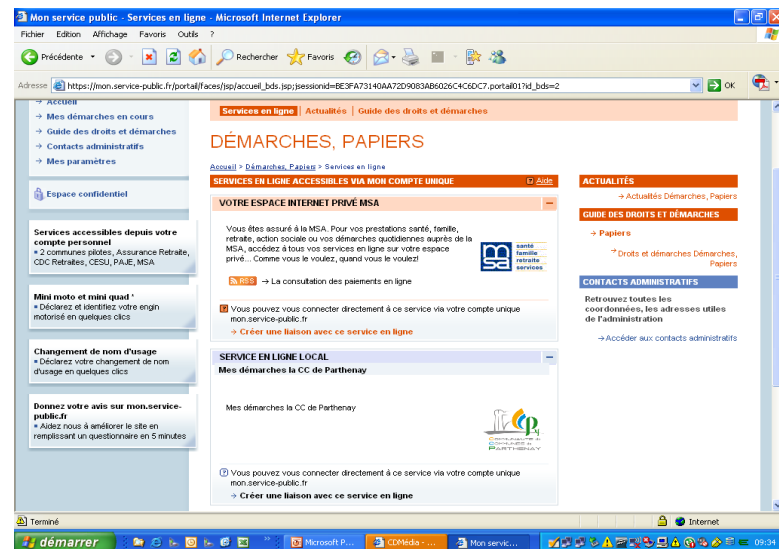 Mon service public - Services en ligne - Microsoft Internet Explorer
Fichier Edition Affichage Favoris Outils ?
Précédente Rechercher Favoris
Adresse https://mon.service-public.fr/portail/faces/jsp/accueil_bds.jsp;jsessionid=BE3FA73140AA72D9083AB6026C4C6DC7.portail01?id_bds=2 OK
→ Accueil
→ Mes démarches en cours
→ Guide des droits et démarches
→ Contacts administratifs
→ Mes paramètres
Espace confidentiel
Services accessibles depuis votre
compte personnel
2 communes pilotes, Assurance Retraite,
CDC Retraites, CESU, PAJE, MSA
Mini moto et mini quad *
Déclarez et identifiez votre engin
motorisé en quelques clics
Changement de nom d'usage
Déclarez votre changement de nom
d'usage en quelques clics
Donnez votre avis sur mon.service-
public.fr
Aidez nous à améliorer le site en
remplissant un questionnaire en 5 minutes
Services en ligne | Actualités | Guide des droits et démarches
DÉMARCHES, PAPIERS
Accueil > Démarches, Papiers > Services en ligne
SERVICES EN LIGNE ACCESSIBLES VIA MON COMPTE UNIQUE ? Aide
VOTRE ESPACE INTERNET PRIVÉ MSA
Vous êtes assuré à la MSA. Pour vos prestations santé, famille,
retraite, action sociale ou vos démarches quotidiennes auprès de la
MSA, accédez à tous vos services en ligne sur votre espace
privé... Comme vous le voulez, quand vous le voulez!
msa
santé
famille
retraite
services
RSS → La consultation des paiements en ligne
? Vous pouvez vous connecter directement à ce service via votre compte unique
mon.service-public.fr
→ Créer une liaison avec ce service en ligne
SERVICE EN LIGNE LOCAL
Mes démarches la CC de Parthenay
Mes démarches la CC de Parthenay
COMMUNAUTÉ DE
COMMUNES DE
PARTHENAY
? Vous pouvez vous connecter directement à ce service via votre compte unique
mon.service-public.fr
→ Créer une liaison avec ce service en ligne
ACTUALITÉS
→ Actualités Démarches, Papiers
GUIDE DES DROITS ET DÉMARCHES
→ Papiers
→ Droits et démarches Démarches,
Papiers
CONTACTS ADMINISTRATIFS
Retrouvez toutes les
coordonnées, les adresses utiles
de l'administration
→ Accéder aux contacts administratifs
Terminé Internet
démarrer Microsoft P... CDMédia - ... Mon servic... 09:34